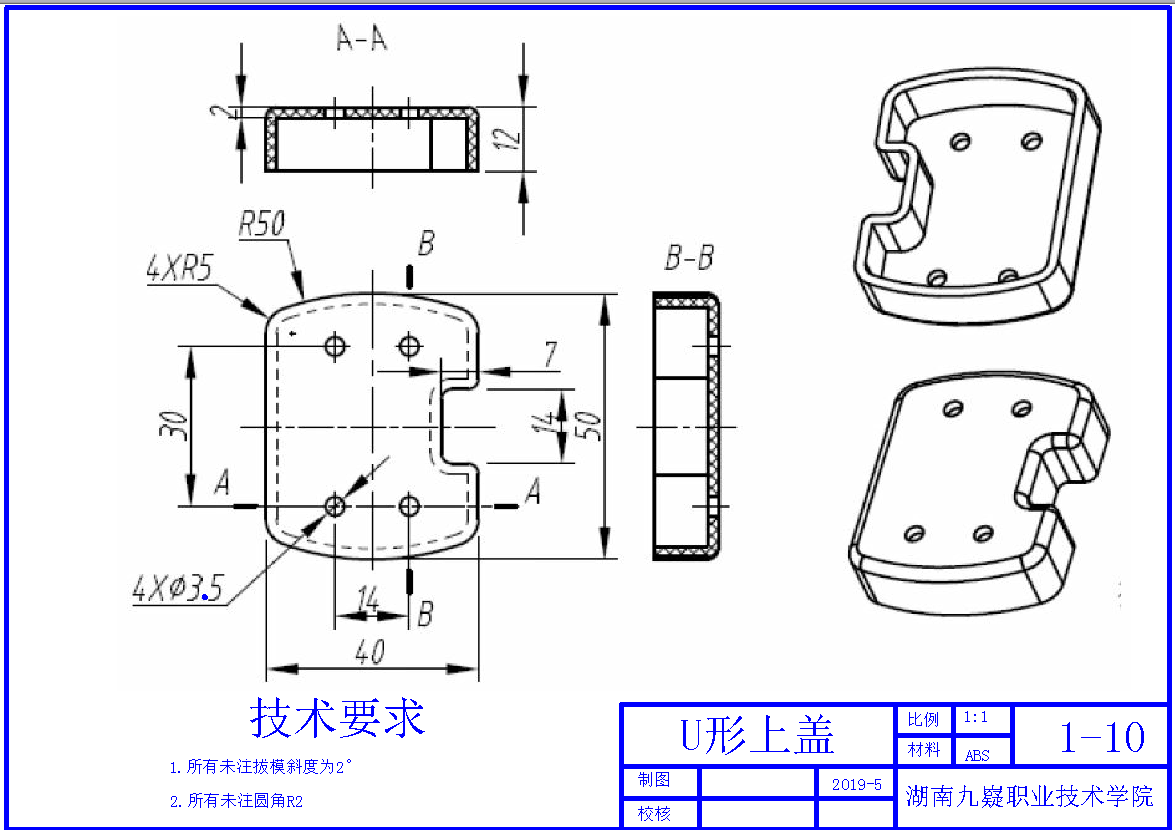 A-A
2
12
R50
B
4XR5
B-B
7
30
14
50
A
A
4XØ3.5
14
B
40
技术要求
1.所有未注拔模斜度为2°
2.所有未注圆角R2
U形上盖
比例
1:1
材料
ABS
1-10
制图
2019-5
校核
湖南九嶷职业技术学院